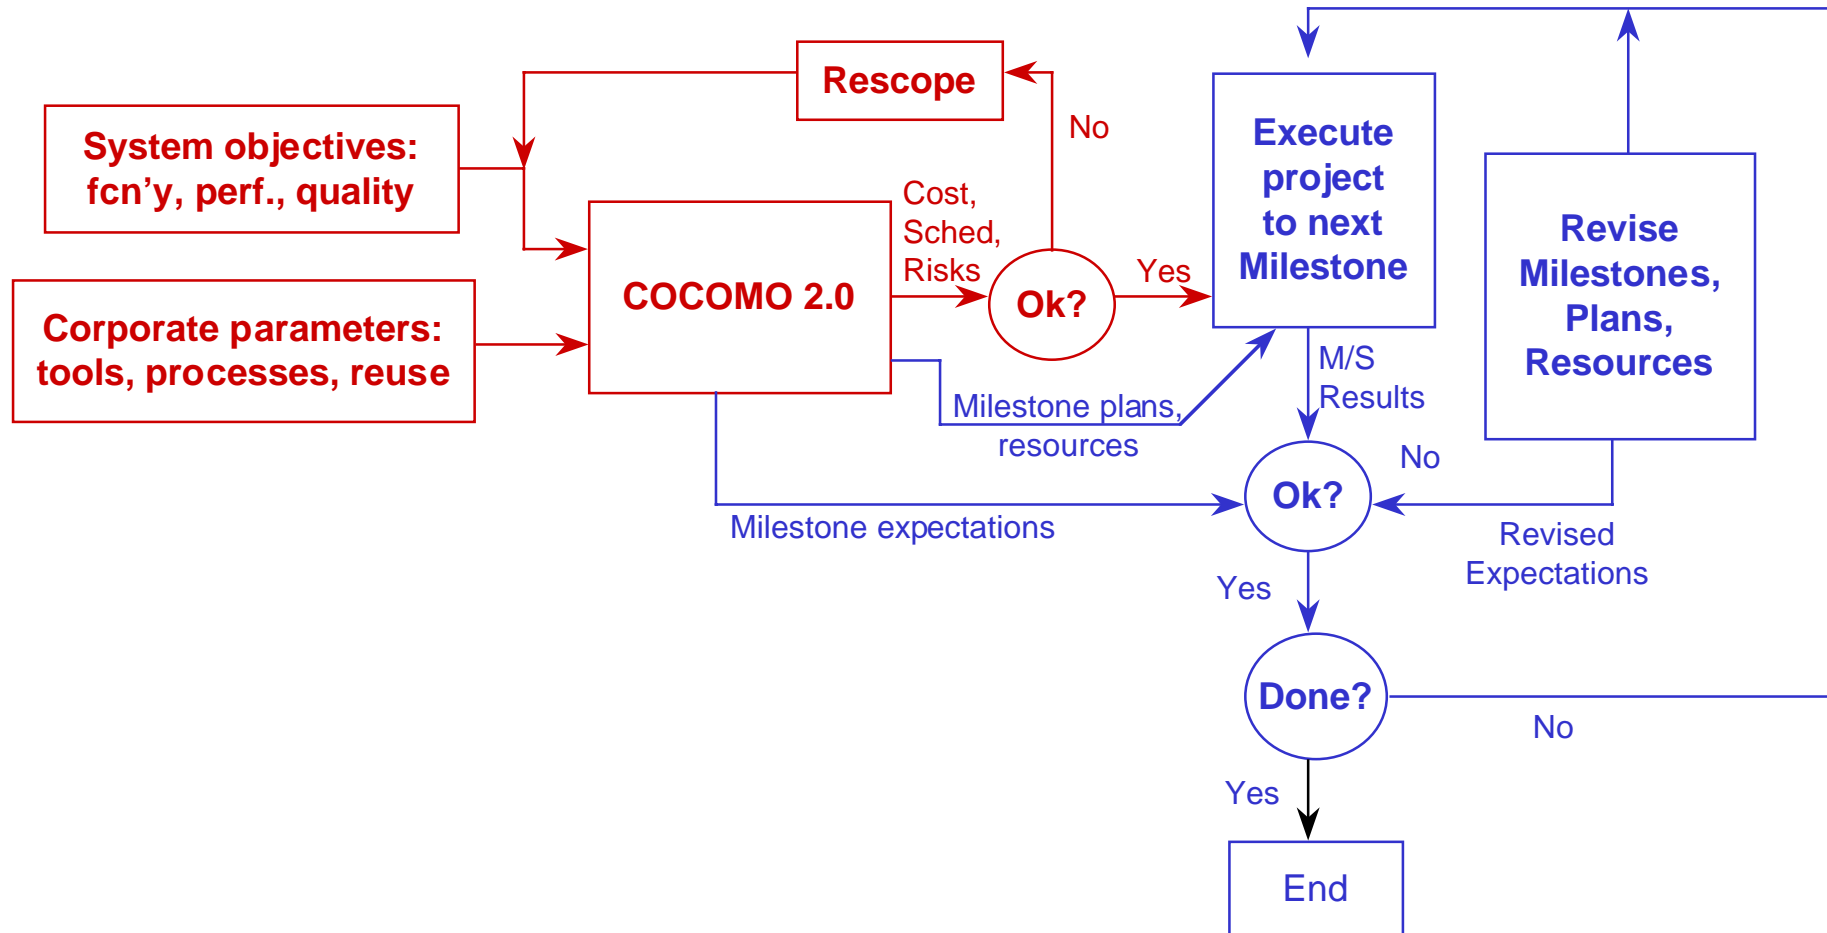 Rescope
No
System objectives:
fcn’y, perf., quality
Corporate parameters:
tools, processes, reuse
COCOMO 2.0
Cost,
Sched,
Risks
Ok?
Yes
Execute
project
to next
Milestone
Revise
Milestones,
Plans,
Resources
M/S
Results
Milestone plans,
resources
No
Ok?
Milestone expectations
Revised
Expectations
Yes
Done?
No
Yes
End